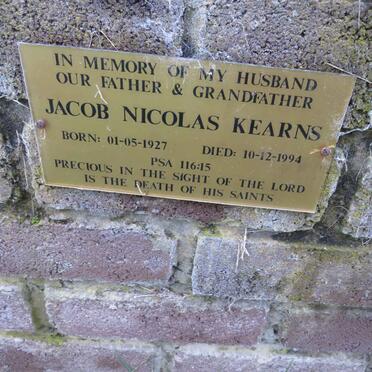 IN MEMORY OF MY HUSBAND
OUR FATHER & GRANDFATHER
JACOB NICOLAS KEARNS
BORN: 01-05-1927 DIED: 10-12-1994
PSA 116:15
PRECIOUS IN THE SIGHT OF THE LORD
IS THE DEATH OF HIS SAINTS